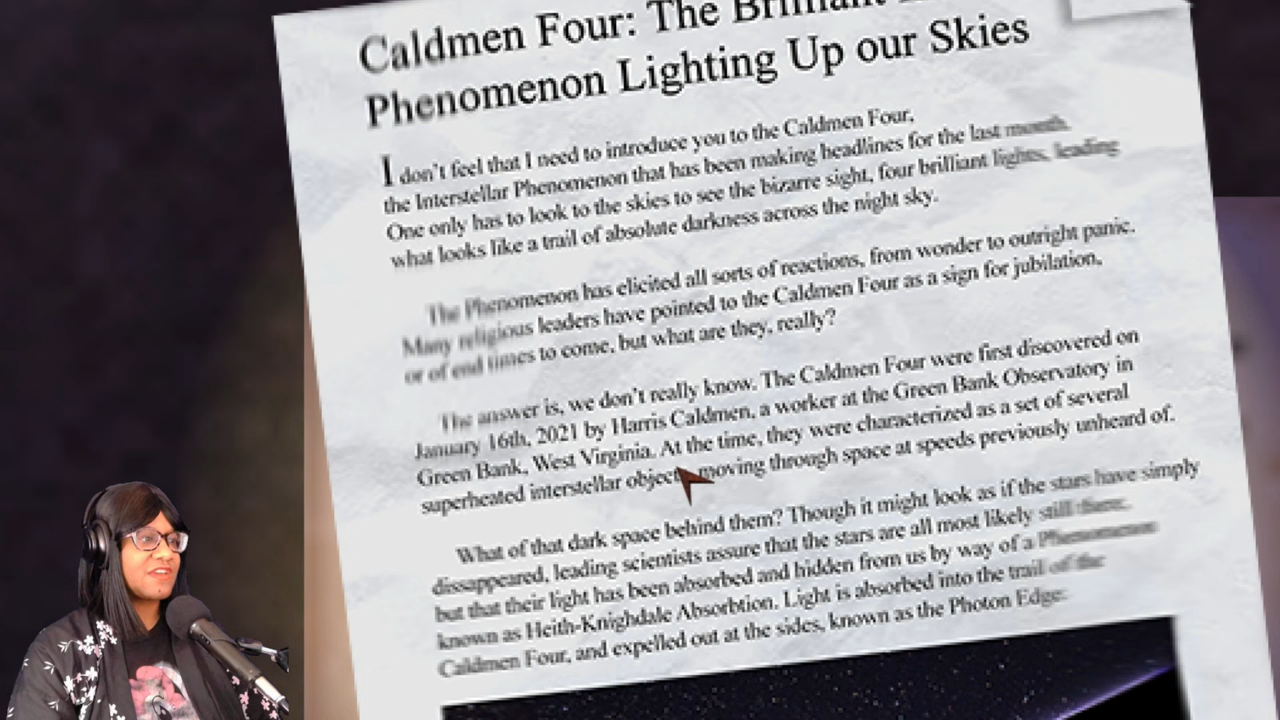 Caldmen Four: The Brilliant
Phenomenon Lighting Up our Skies
I don't feel that I need to introduce you to the Caldmen Four,
the Interstellar Phenomenon that has been making headlines for the last month.
One only has to look to the skies to see the bizarre sight, four brilliant lights, leading
what looks like a trail of absolute darkness across the night sky.
The Phenomenon has elicited all sorts of reactions, from wonder to outright panic.
Many religious leaders have pointed to the Caldmen Four as a sign for jubilation,
or of end times to come, but what are they, really?
The answer is, we don't really know. The Caldmen Four were first discovered on
January 16th, 2021 by Harris Caldmen, a worker at the Green Bank Observatory in
Green Bank, West Virginia. At the time, they were characterized as a set of several
superheated interstellar objects moving through space at speeds previously unheard of.
What of that dark space behind them? Though it might look as if the stars have simply
dissappeared, leading scientists assure that the stars are all most likely still there,
but that their light has been absorbed and hidden from us by way of a Phenomenon
known as Heith-Knighdale Absorbtion. Light is absorbed into the trail of the
Caldmen Four, and expelled out at the sides, known as the Photon Edge: